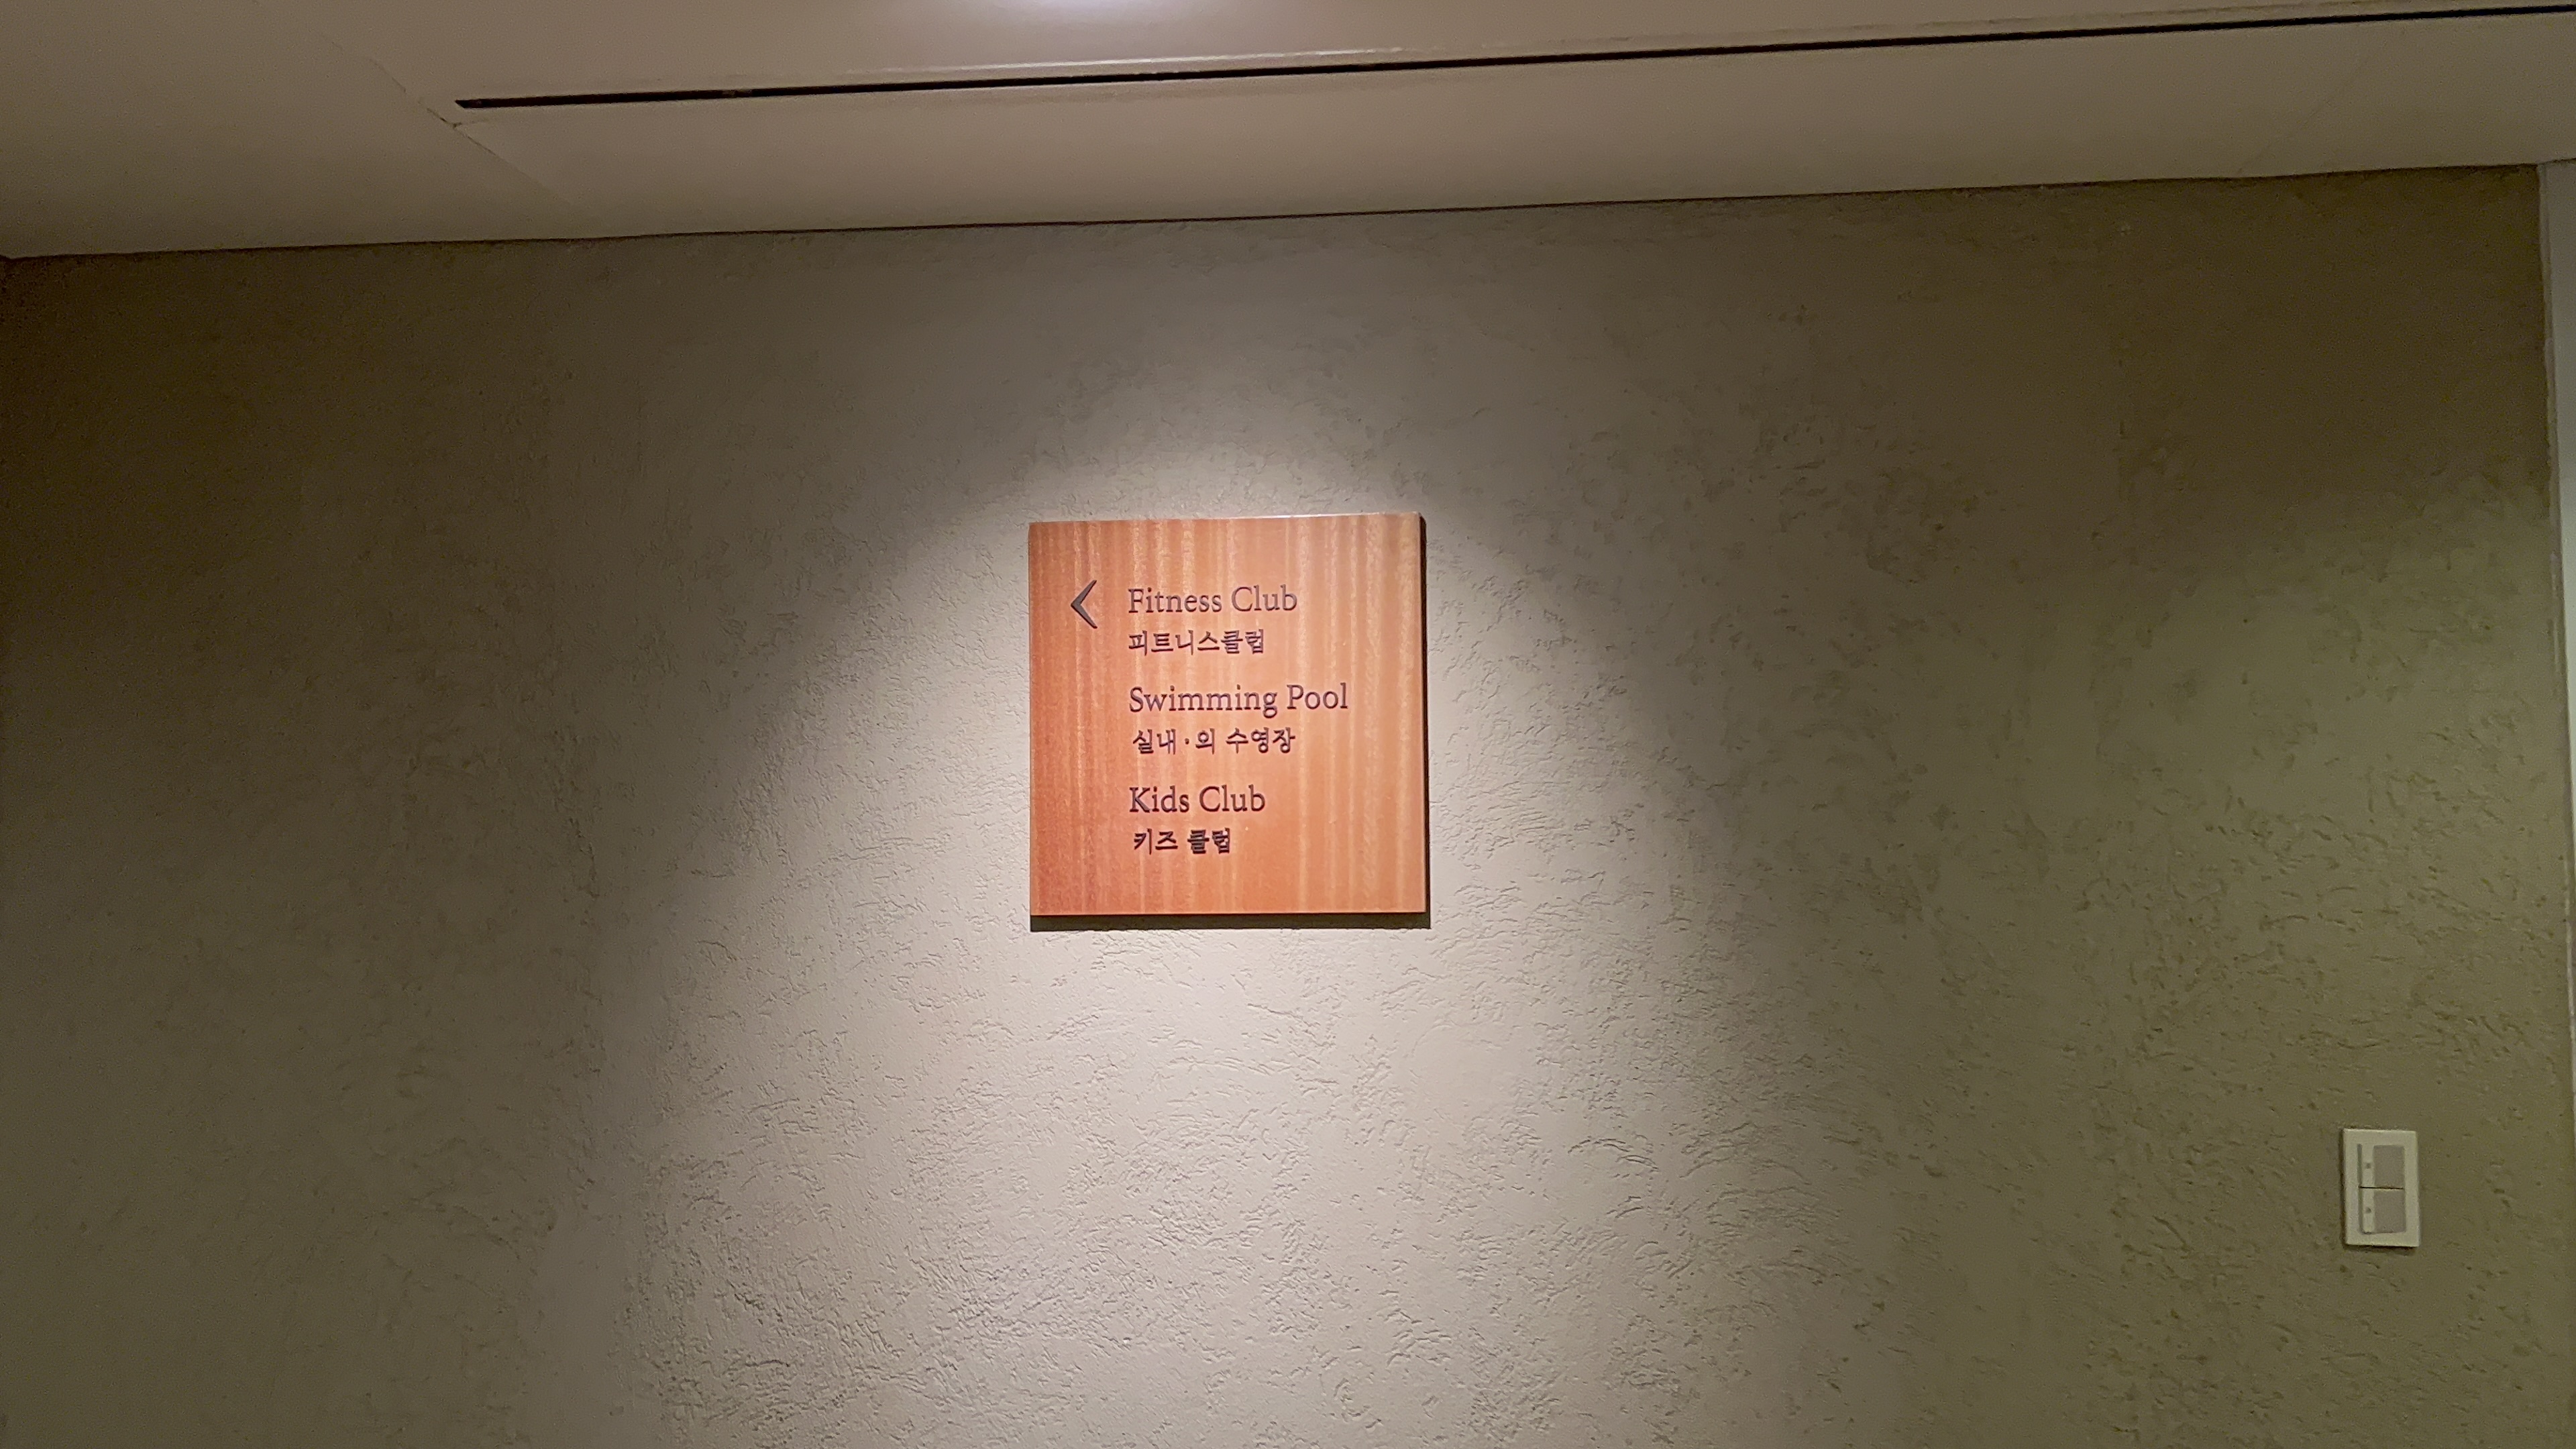 Fitness Club
피트니스클럽
Swimming Pool
실내·외 수영장
Kids Club
키즈 클럽